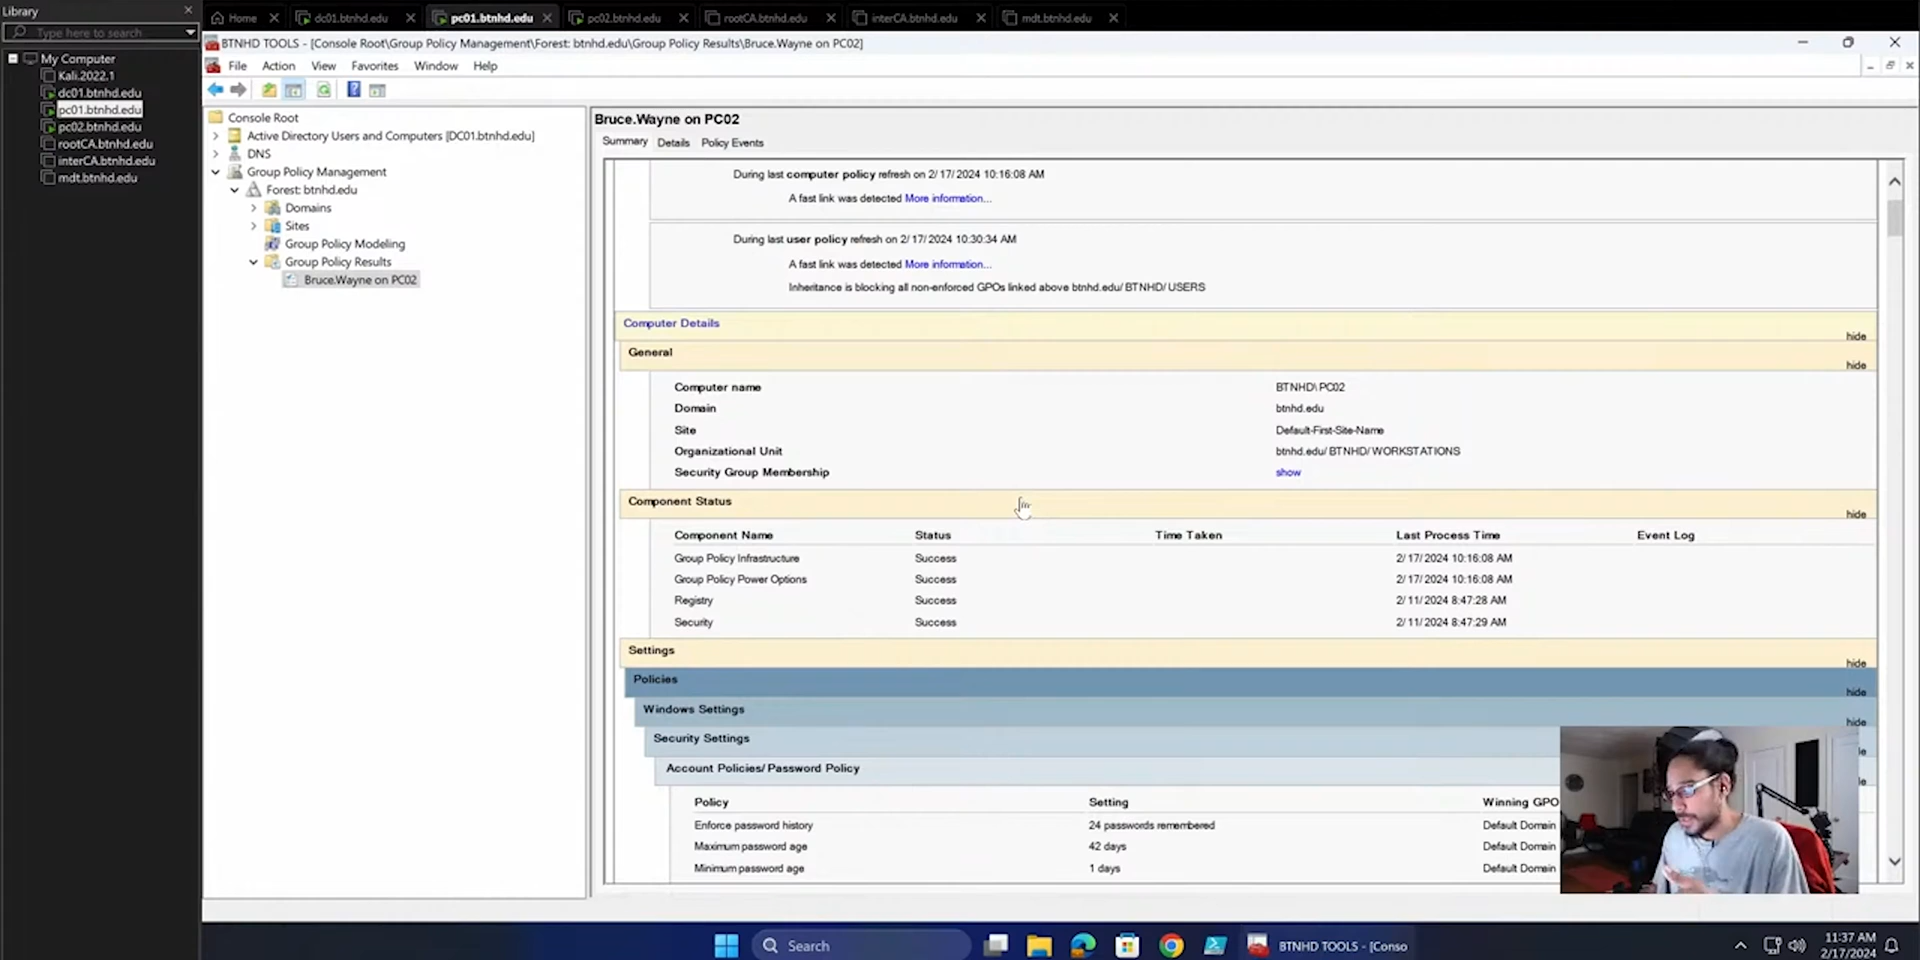 Library
Type here to search
My Computer
Kali.2022.1
dc01.btnhd.edu
pc01.btnhd.edu
pc02.btnhd.edu
rootCA.btnhd.edu
interCA.btnhd.edu
mdt.btnhd.edu
Home
dc01.btnhd.edu
pc01.btnhd.edu
pc02.btnhd.edu
rootCA.btnhd.edu
interCA.btnhd.edu
mdt.btnhd.edu
BTNHD TOOLS - [Console Root\Group Policy Management\Forest: btnhd.edu\Group Policy Results\Bruce.Wayne on PC02]
File Action View Favorites Window Help
Console Root
Active Directory Users and Computers [DC01.btnhd.edu]
DNS
Group Policy Management
Forest: btnhd.edu
Domains
Sites
Group Policy Modeling
Group Policy Results
Bruce.Wayne on PC02
Bruce.Wayne on PC02
Summary Details Policy Events
During last computer policy refresh on 2/ 17/ 2024 10:16:08 AM
A fast link was detected More information...
During last user policy refresh on 2/ 17/ 2024 10:30:34 AM
A fast link was detected More information...
Inheritance is blocking all non-enforced GPOs linked above btnhd.edu/ BTNHD/ USERS
Computer Details
hide
General
hide
Computer name BTNHD\ PC02
Domain btnhd.edu
Site Default-First-Site-Name
Organizational Unit btnhd.edu/ BTNHD/ WORKSTATIONS
Security Group Membership show
Component Status
hide
Component Name Status Time Taken Last Process Time Event Log
Group Policy Infrastructure Success 2/ 17/ 2024 10:16:08 AM
Group Policy Power Options Success 2/ 17/ 2024 10:16:08 AM
Registry Success 2/ 11/ 2024 8:47:28 AM
Security Success 2/ 11/ 2024 8:47:29 AM
Settings
hide
Policies
hide
Windows Settings
hide
Security Settings
Account Policies/ Password Policy
Policy Setting Winning GPO
Enforce password history 24 passwords remembered Default Domain
Maximum password age 42 days Default Domain
Minimum password age 1 days Default Domain
Search
BTNHD TOOLS - [Conso
11:37 AM
2/17/2024